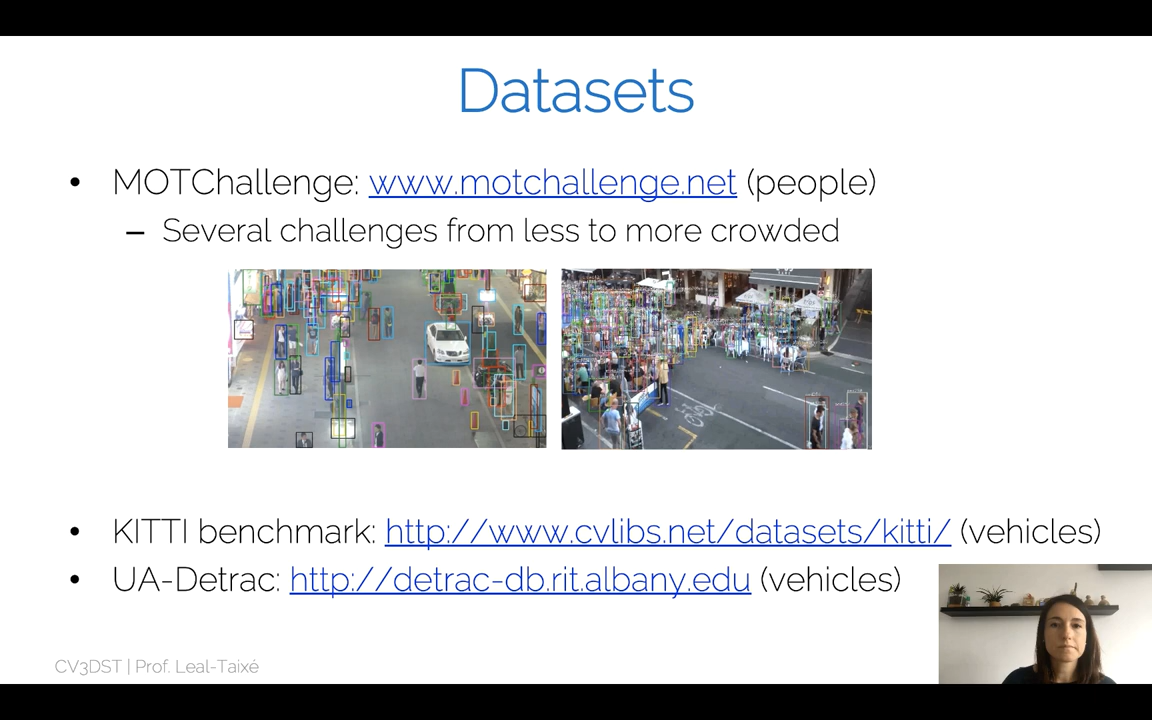 Datasets
• MOTChallenge: www.motchallenge.net (people)
– Several challenges from less to more crowded
• KITTI benchmark: http://www.cvlibs.net/datasets/kitti/ (vehicles)
• UA-Detrac: http://detrac-db.rit.albany.edu (vehicles)
CV3DST | Prof. Leal-Taixé